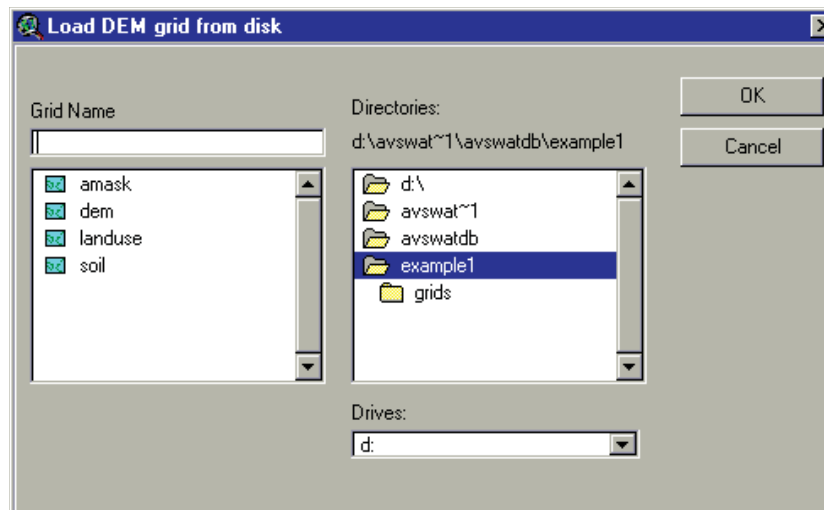 Load DEM grid from disk
Grid Name
Directories:
d:\avswat~1\avswatdb\example1
OK
Cancel
amask
dem
landuse
soil
d:\
avswat~1
avswatdb
example1
grids
Drives:
d: